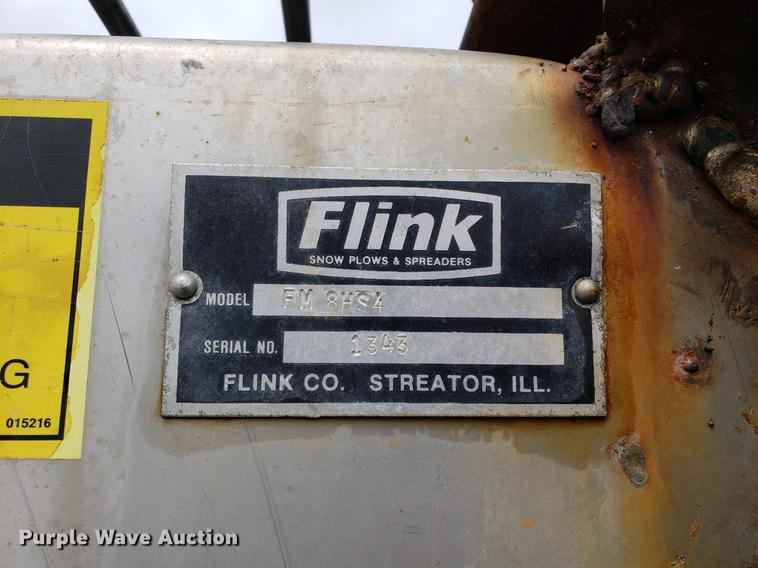 Flink
SNOW PLOWS & SPREADERS
MODEL FM 8HS4
SERIAL NO. 1343
FLINK CO. STREATOR, ILL.
G
015216
Purple Wave Auction